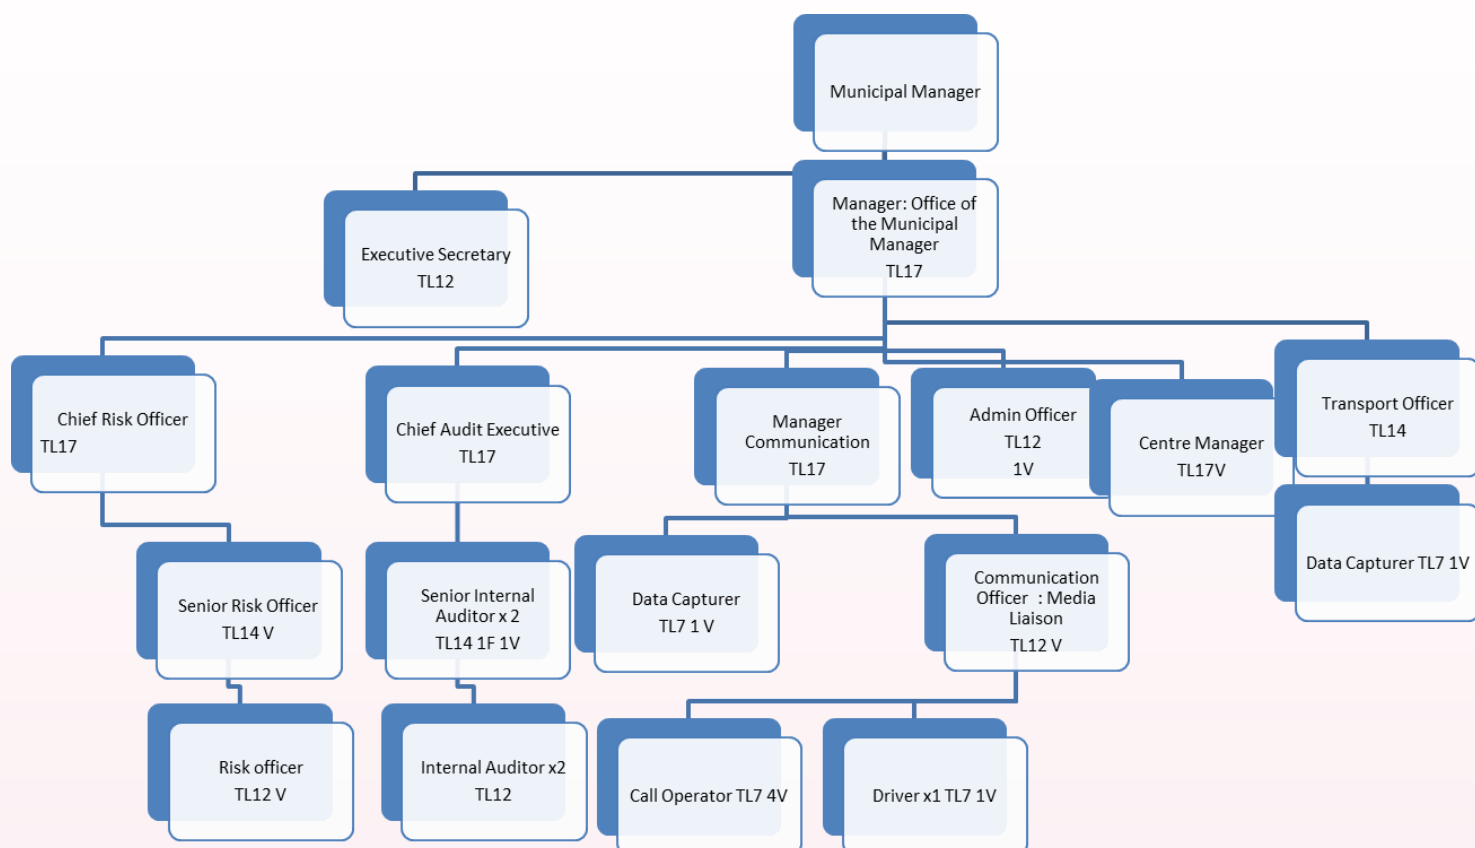 Municipal Manager
Manager: Office of
the Municipal
Manager
TL17
Executive Secretary
TL12
Chief Risk Officer
TL17
Chief Audit Executive
TL17
Manager
Communication
TL17
Admin Officer
TL12
1V
Centre Manager
TL17V
Transport Officer
TL14
Senior Risk Officer
TL14 V
Senior Internal
Auditor x 2
TL14 1F 1V
Data Capturer
TL7 1 V
Communication
Officer : Media
Liaison
TL12 V
Data Capturer TL7 1V
Risk officer
TL12 V
Internal Auditor x2
TL12
Call Operator TL7 4V
Driver x1 TL7 1V